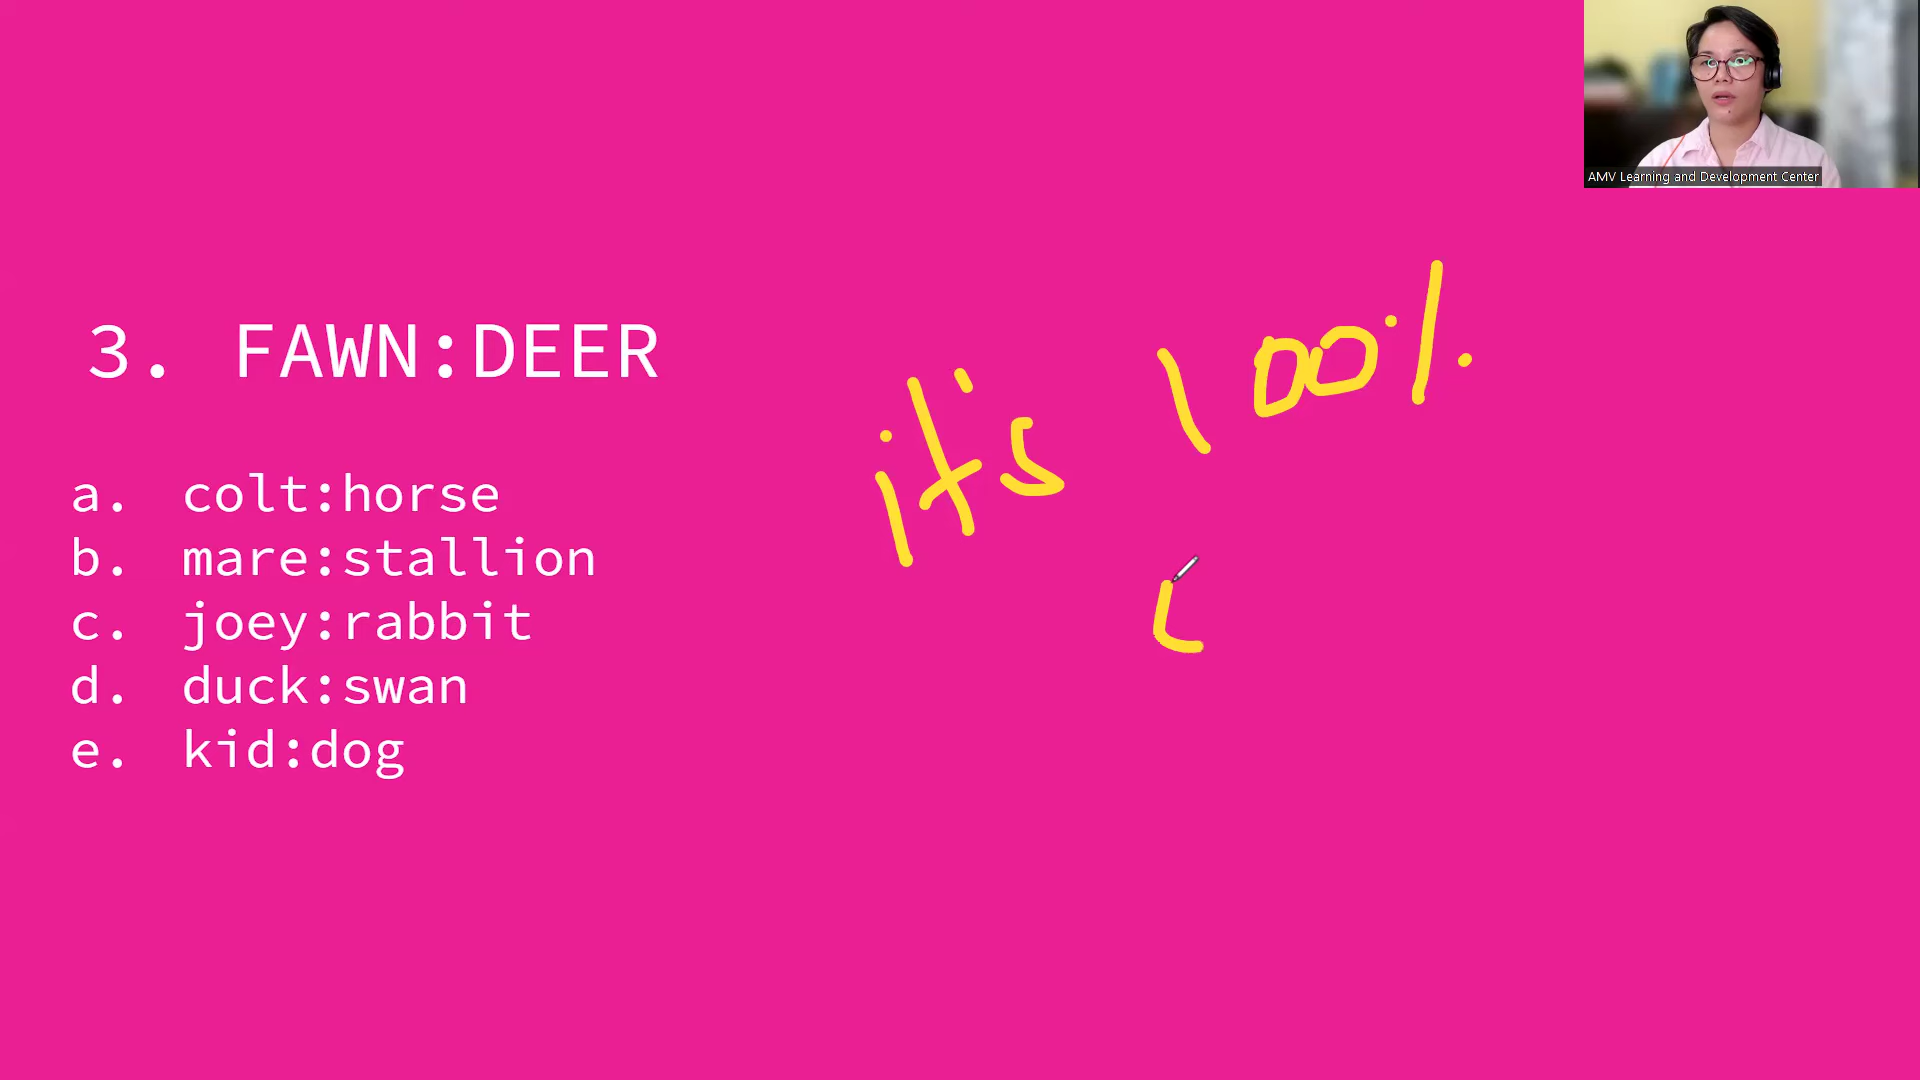 AMV Learning and Development Center
3. FAWN:DEER
it's 100%
a. colt:horse
b. mare:stallion
c. joey:rabbit
d. duck:swan
e. kid:dog